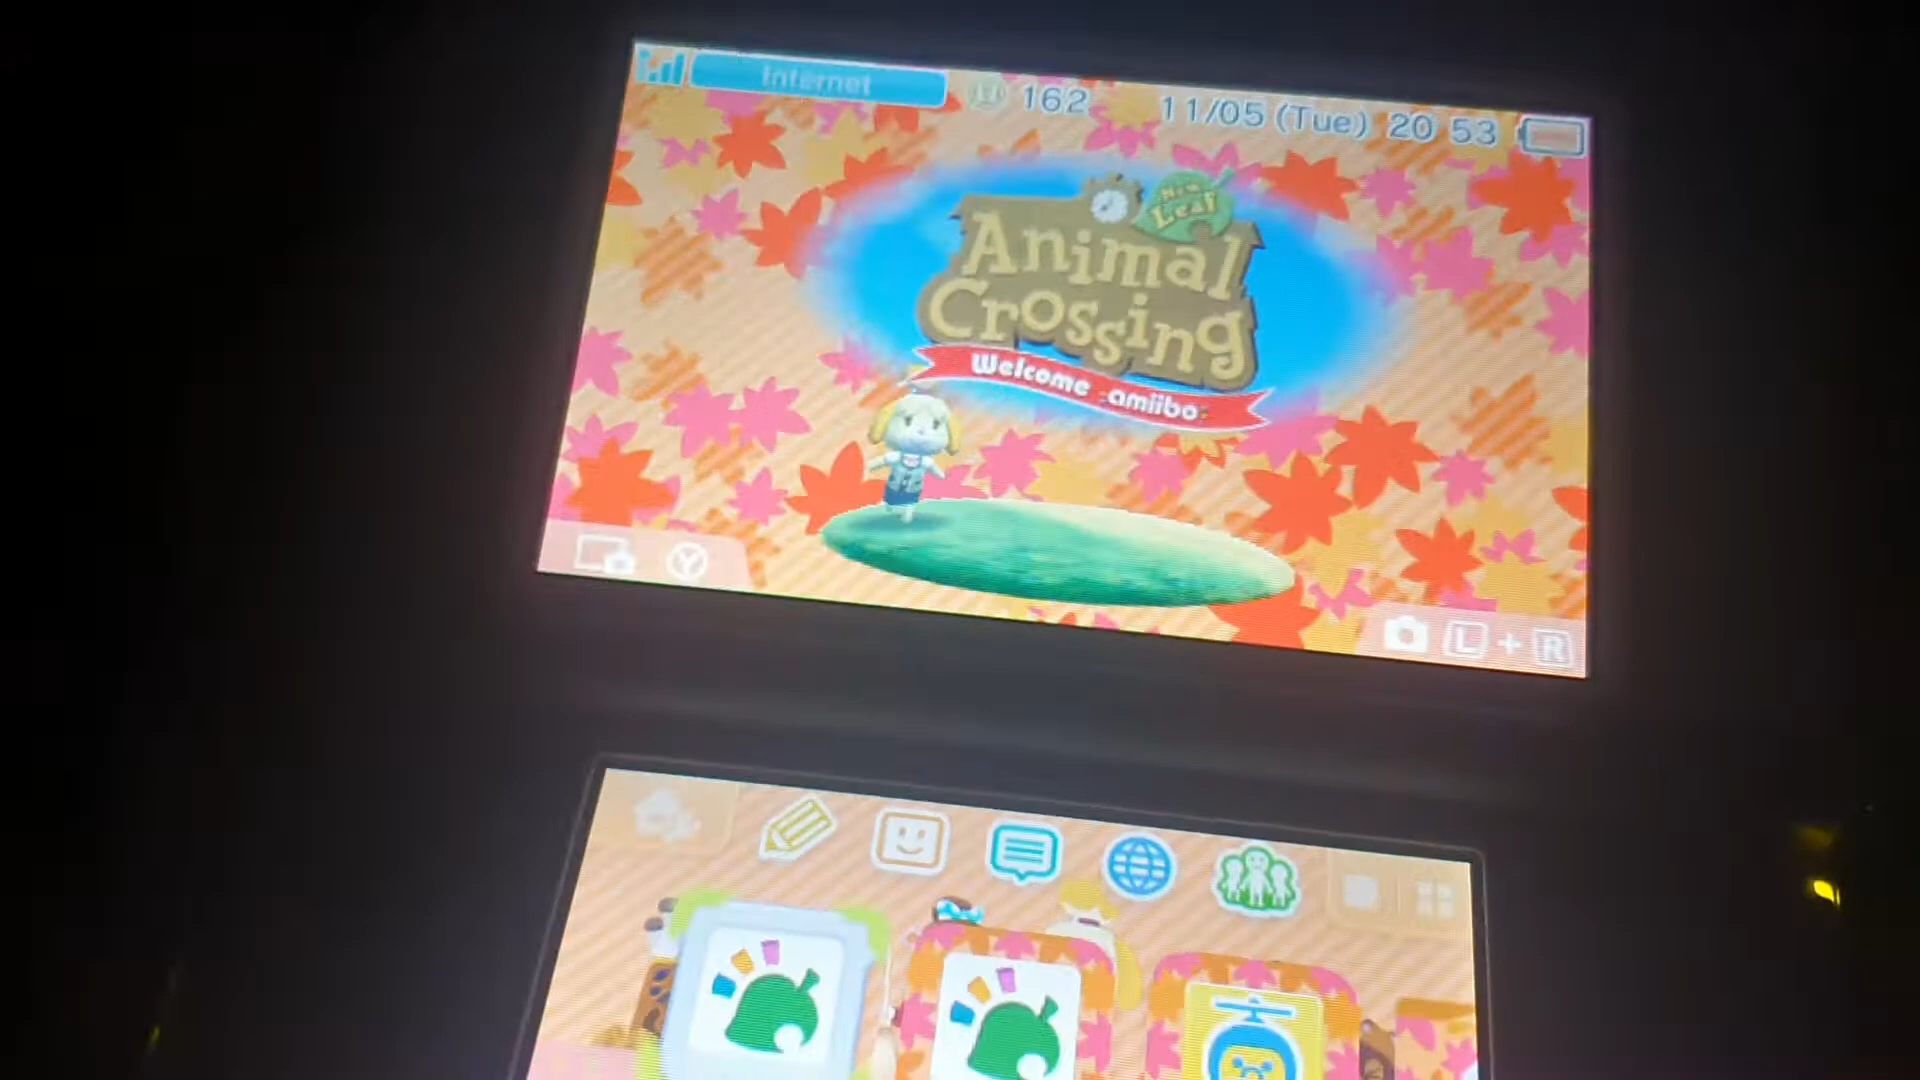 Internet
162
11/05 (Tue) 20 53
New
Leaf
Animal
Crossing
Welcome amiibo
Y
L + R